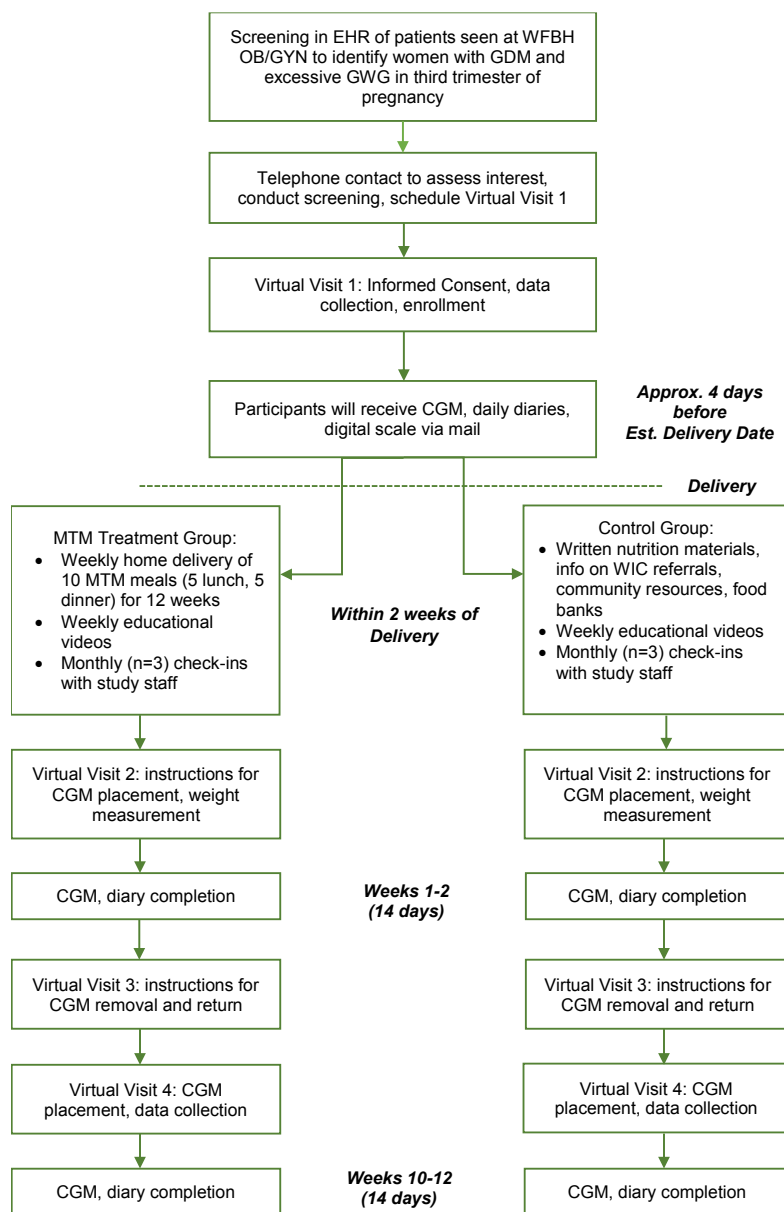 Screening in EHR of patients seen at WFBH
OB/GYN to identify women with GDM and
excessive GWG in third trimester of
pregnancy
Telephone contact to assess interest,
conduct screening, schedule Virtual Visit 1
Virtual Visit 1: Informed Consent, data
collection, enrollment
Participants will receive CGM, daily diaries,
digital scale via mail
Approx. 4 days
before
Est. Delivery Date
Delivery
MTM Treatment Group:
• Weekly home delivery of
10 MTM meals (5 lunch, 5
dinner) for 12 weeks
• Weekly educational
videos
• Monthly (n=3) check-ins
with study staff
Within 2 weeks of
Delivery
Control Group:
• Written nutrition materials,
info on WIC referrals,
community resources, food
banks
• Weekly educational videos
• Monthly (n=3) check-ins
with study staff
Virtual Visit 2: instructions for
CGM placement, weight
measurement
Virtual Visit 2: instructions for
CGM placement, weight
measurement
CGM, diary completion
Weeks 1-2
(14 days)
CGM, diary completion
Virtual Visit 3: instructions for
CGM removal and return
Virtual Visit 3: instructions for
CGM removal and return
Virtual Visit 4: CGM
placement, data collection
Virtual Visit 4: CGM
placement, data collection
CGM, diary completion
Weeks 10-12
(14 days)
CGM, diary completion